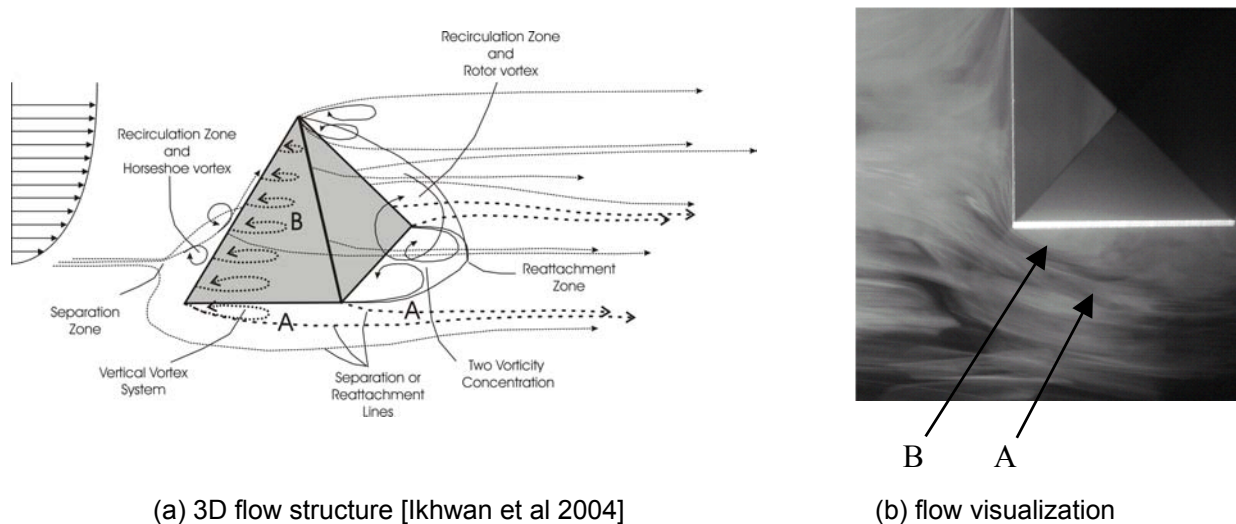 Recirculation Zone
and
Rotor vortex
Recirculation Zone
and
Horseshoe vortex
B
Separation
Zone
A
A
Reattachment
Zone
Vertical Vortex
System
Separation or
Reattachment
Lines
Two Vorticity
Concentration
B
A
(a) 3D flow structure [Ikhwan et al 2004]
(b) flow visualization